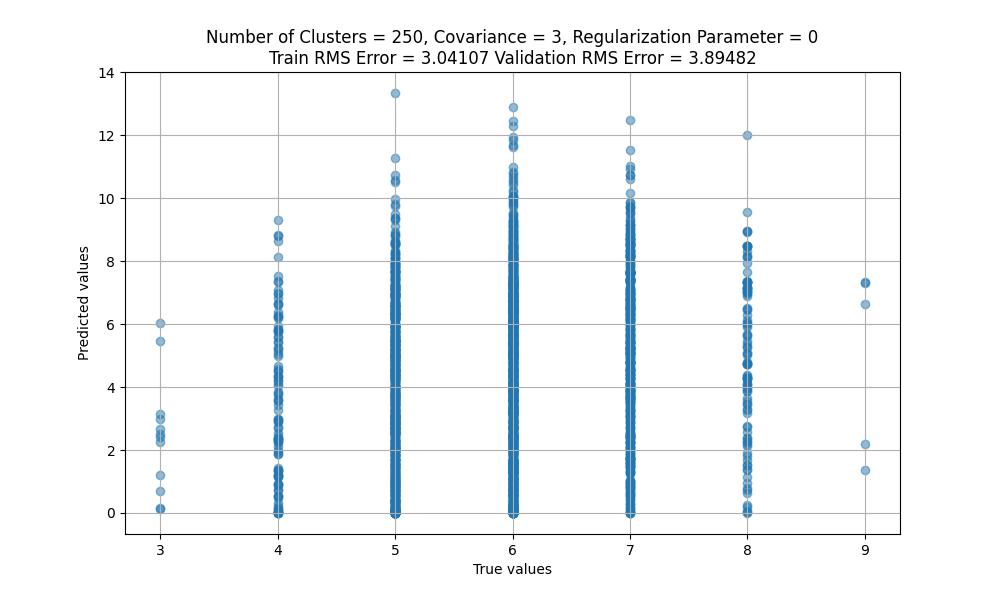 Number of Clusters = 250, Covariance = 3, Regularization Parameter = 0
Train RMS Error = 3.04107 Validation RMS Error = 3.89482
14
12
10
8
6
4
2
0
Predicted values
3 4 5 6 7 8 9
True values